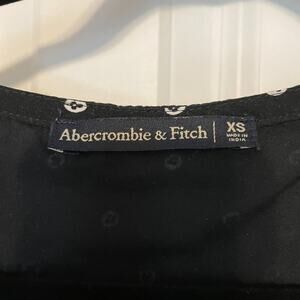 Abercrombie & Fitch
XS
MADE IN
INDIA